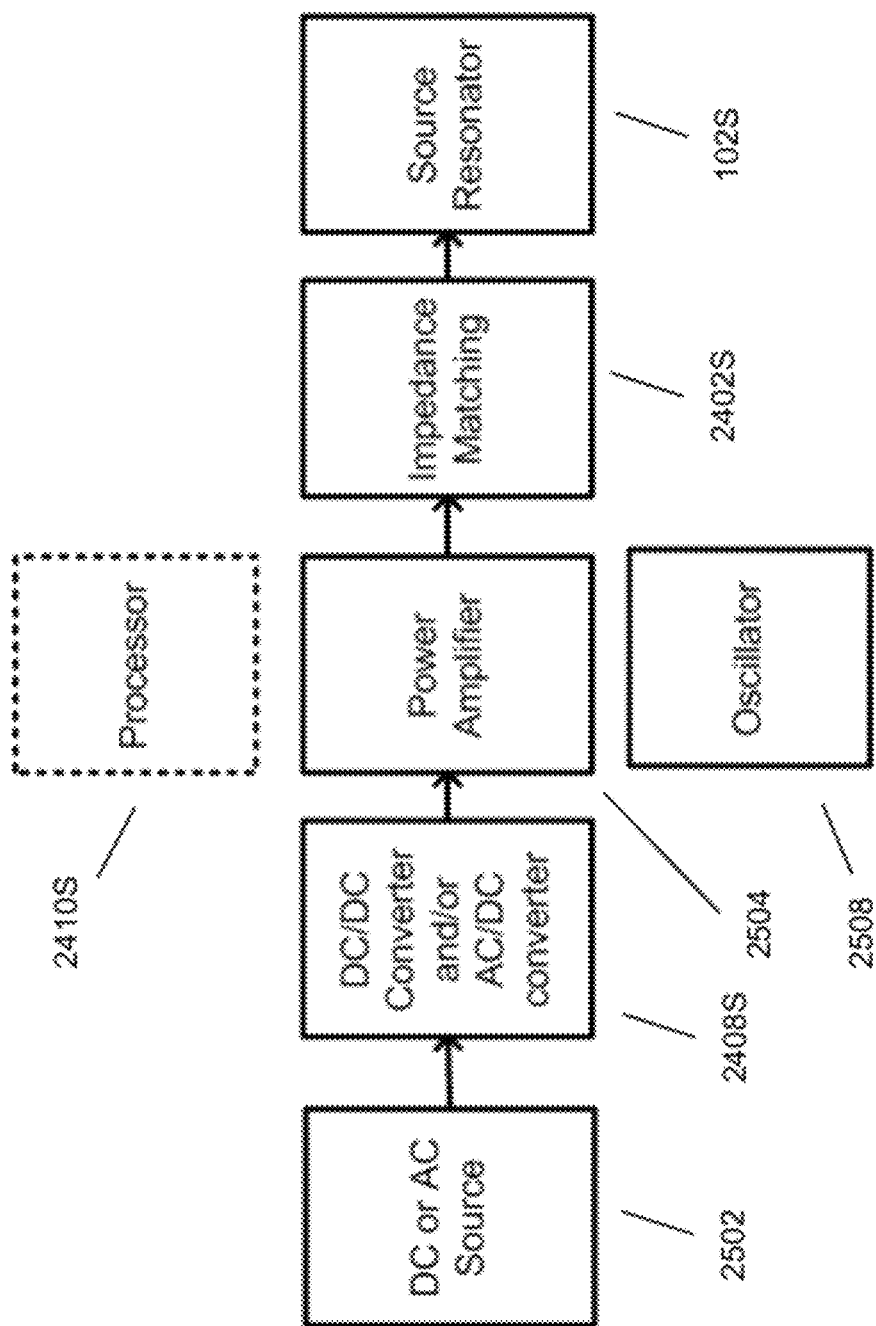 Processor
2410S
DC or AC
Source
2502
DC/DC
Converter
and/or
AC/DC
converter
2408S
Power
Amplifier
2504
Impedance
Matching
2402S
Source
Resonator
102S
Oscillator
2508